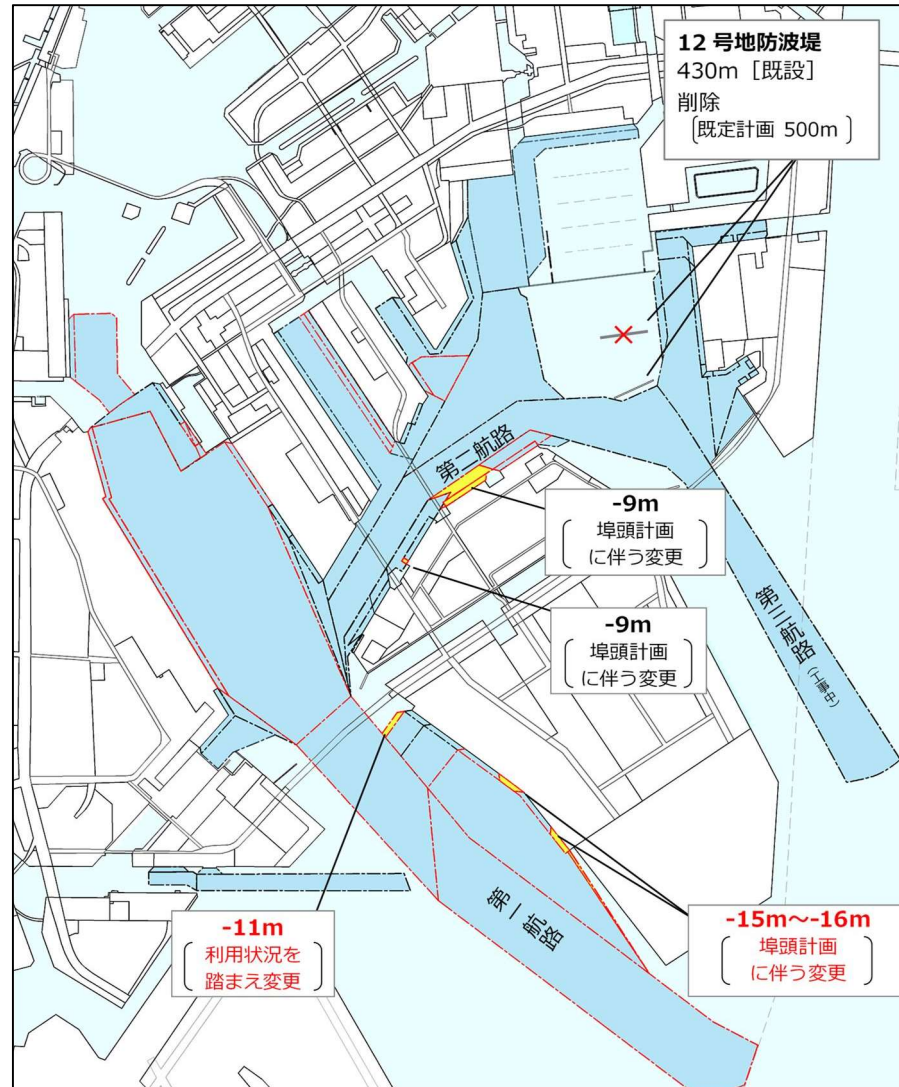 12 号地防波堤
430m［既設］
削除
〔既定計画 500m〕
第二航路
-9m
〔埠頭計画
に伴う変更〕
-9m
〔埠頭計画
に伴う変更〕
第三航路
(工事中)
第一航路
-11m
〔利用状況を
踏まえ変更〕
-15m～-16m
〔埠頭計画
に伴う変更〕